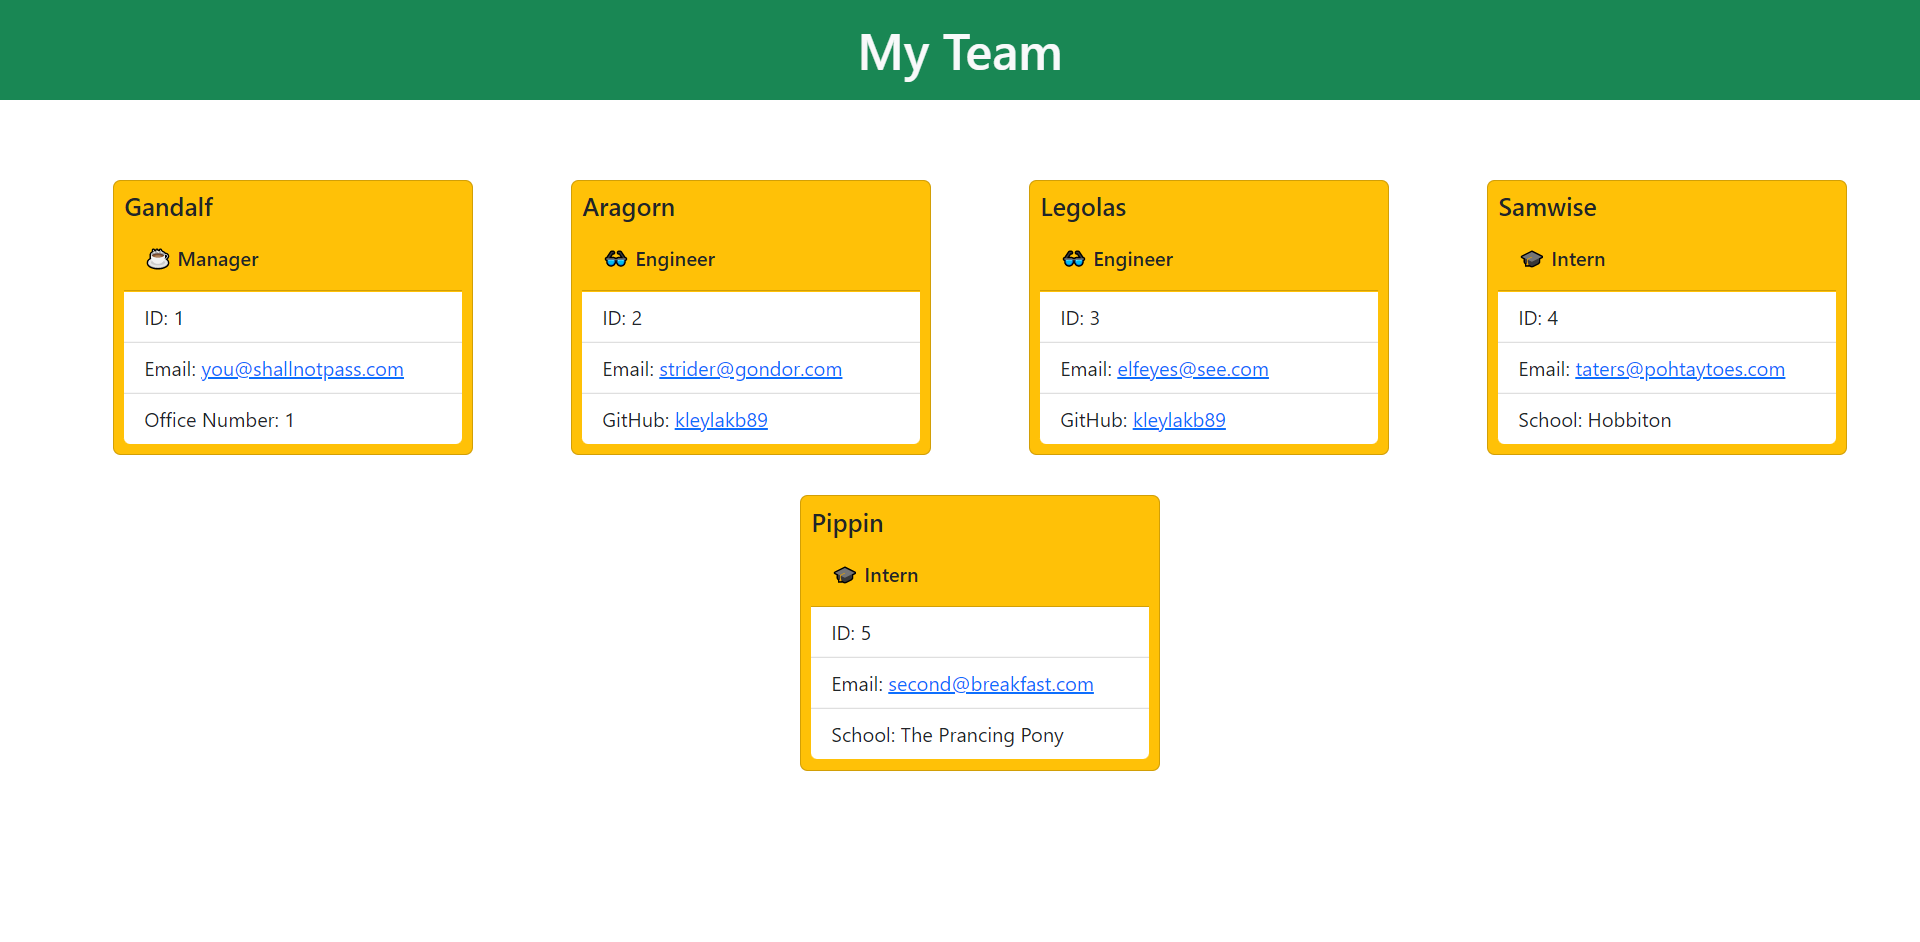 My Team
Gandalf
Manager
ID: 1
Email: you@shallnotpass.com
Office Number: 1
Aragorn
Engineer
ID: 2
Email: strider@gondor.com
GitHub: kleylakb89
Legolas
Engineer
ID: 3
Email: elfeyes@see.com
GitHub: kleylakb89
Samwise
Intern
ID: 4
Email: taters@pohtaytoes.com
School: Hobbiton
Pippin
Intern
ID: 5
Email: second@breakfast.com
School: The Prancing Pony